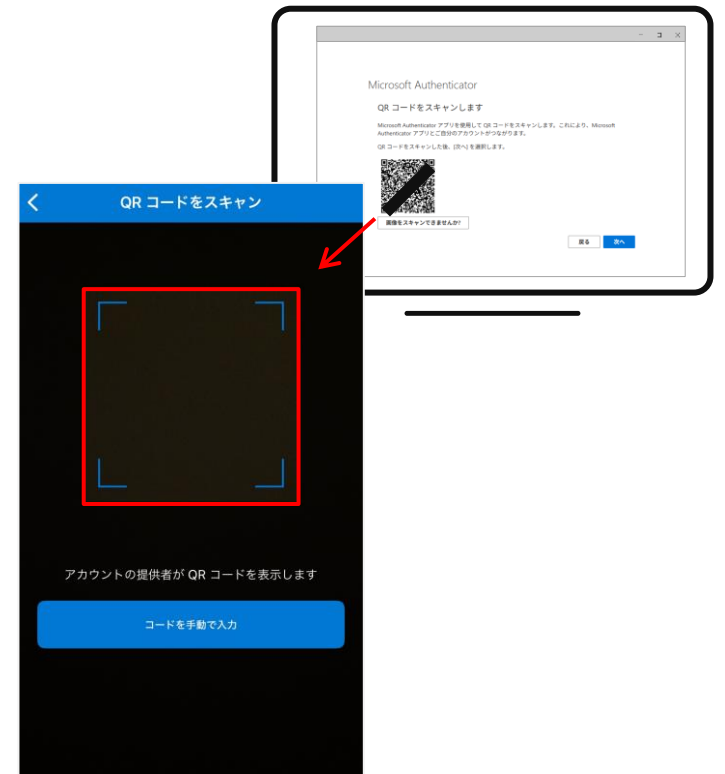 Microsoft Authenticator
QR コードをスキャンします
Microsoft Authenticator アプリを使用して QR コードをスキャンします。これにより、Microsoft
Authenticator アプリとご自分のアカウントがつながります。
QR コードをスキャンした後、[次へ] を選択します。
画像をスキャンできませんか?
戻る 次へ
QR コードをスキャン
アカウントの提供者が QR コードを表示します
コードを手動で入力